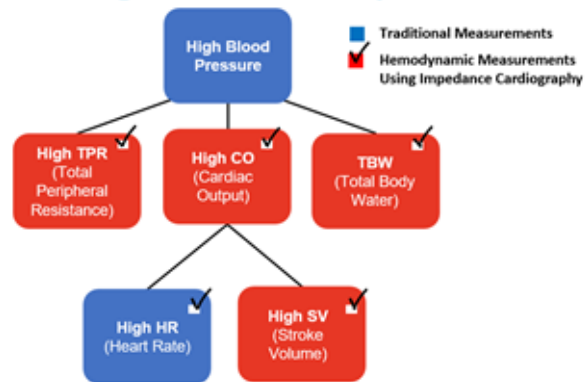 High Blood
Pressure
Traditional Measurements
Hemodynamic Measurements
Using Impedance Cardiography
High TPR
(Total
Peripheral
Resistance)
High CO
(Cardiac
Output)
TBW
(Total Body
Water)
High HR
(Heart Rate)
High SV
(Stroke
Volume)